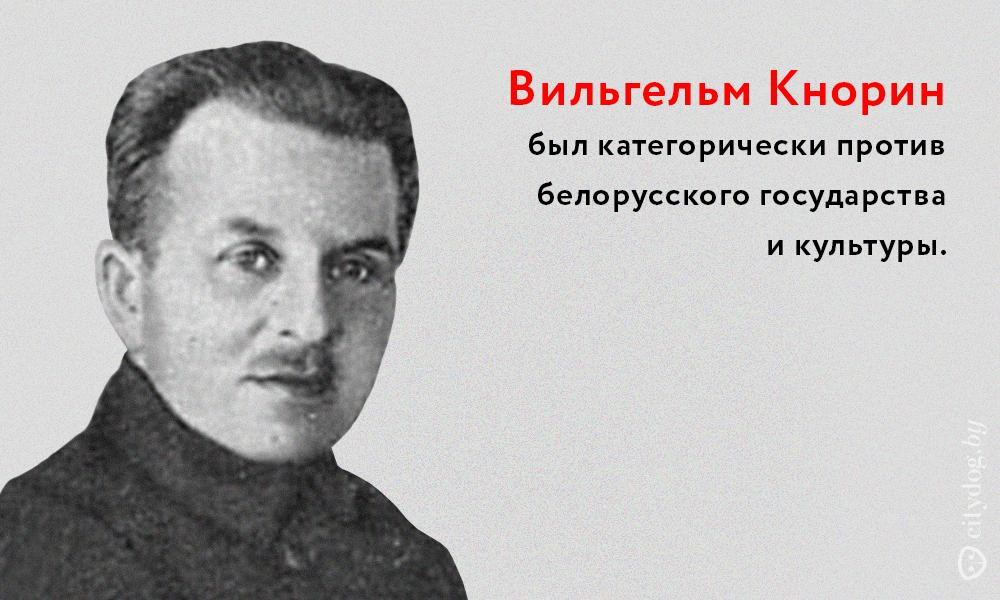 Вильгельм Кнорин
был категорически против
белорусского государства
и культуры.
citydog.by